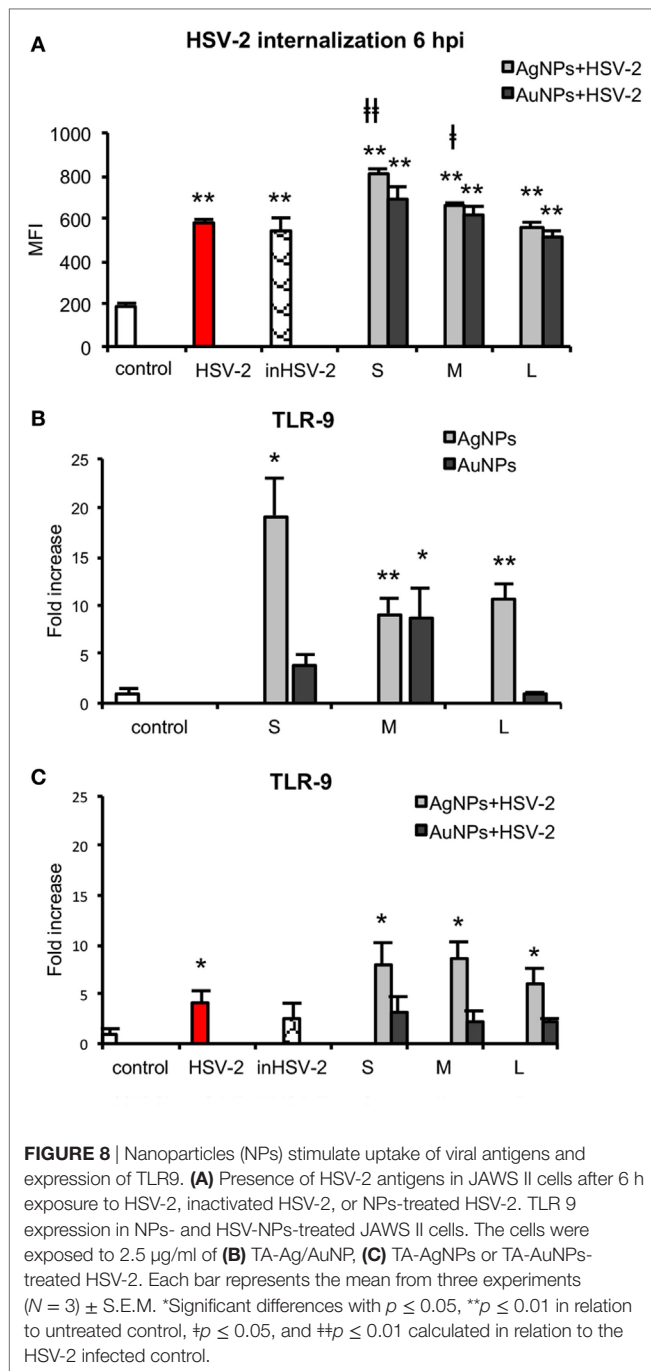 A
HSV-2 internalization 6 hpi
AgNPs+HSV-2
AuNPs+HSV-2
ǂǂ
ǂ
** ** ** ** ** ** ** **
1000
800
600
400
200
0
MFI
control HSV-2 inHSV-2 S M L
B
TLR-9
AgNPs
AuNPs
* ** * **
25
20
15
10
5
0
Fold increase
control S M L
C
TLR-9
AgNPs+HSV-2
AuNPs+HSV-2
* * * *
25
20
15
10
5
0
Fold increase
control HSV-2 inHSV-2 S M L
FIGURE 8 | Nanoparticles (NPs) stimulate uptake of viral antigens and
expression of TLR9. (A) Presence of HSV-2 antigens in JAWS II cells after 6 h
exposure to HSV-2, inactivated HSV-2, or NPs-treated HSV-2. TLR 9
expression in NPs- and HSV-NPs-treated JAWS II cells. The cells were
exposed to 2.5 µg/ml of (B) TA-Ag/AuNP, (C) TA-AgNPs or TA-AuNPs-
treated HSV-2. Each bar represents the mean from three experiments
(N = 3) ± S.E.M. *Significant differences with p ≤ 0.05, **p ≤ 0.01 in relation
to untreated control, ǂp ≤ 0.05, and ǂǂp ≤ 0.01 calculated in relation to the
HSV-2 infected control.